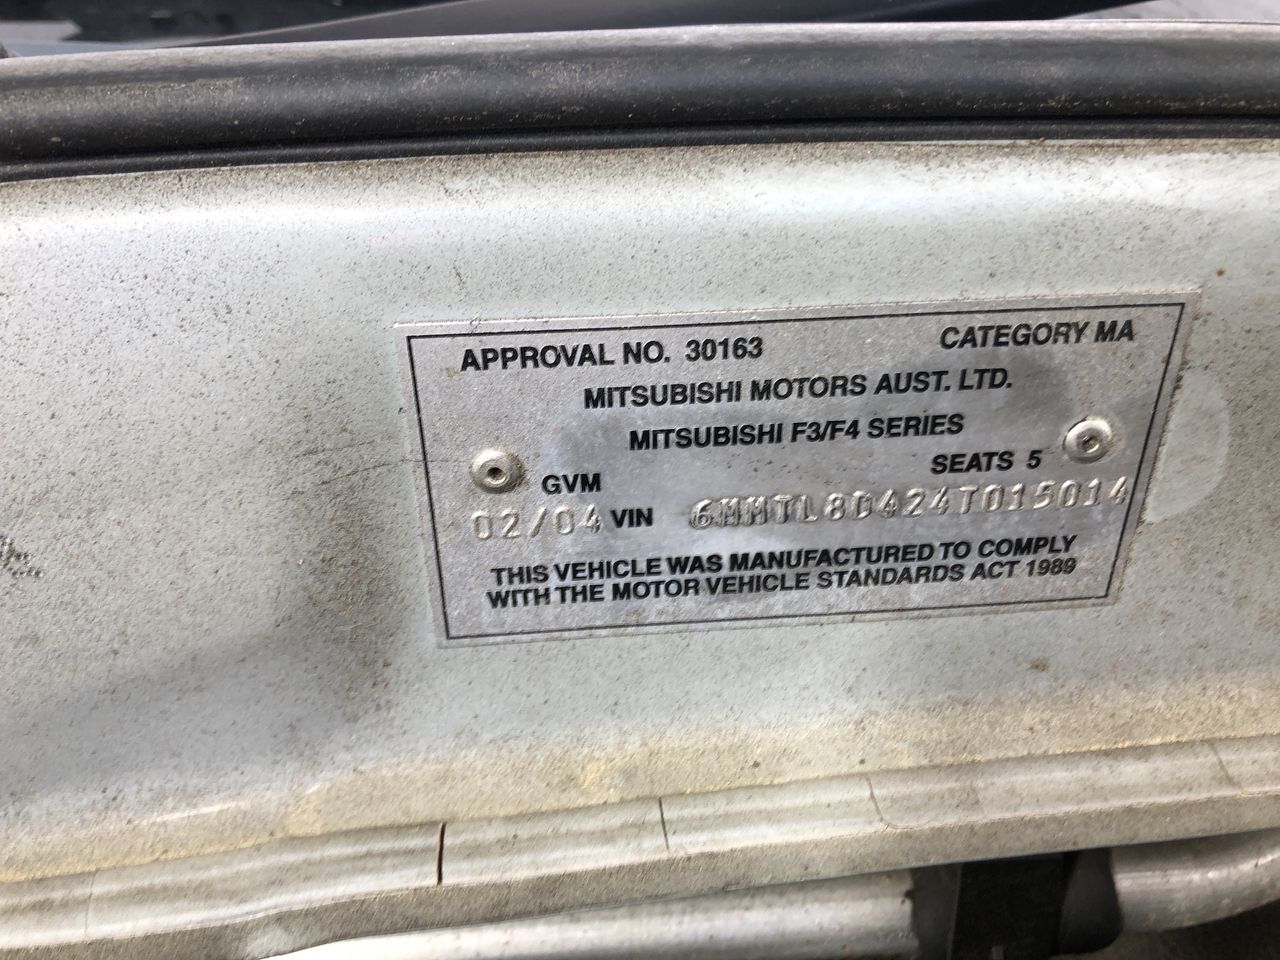 APPROVAL NO. 30163 CATEGORY MA
MITSUBISHI MOTORS AUST. LTD.
MITSUBISHI F3/F4 SERIES
SEATS 5
GVM
02/04 VIN 6MMTL8D424T015014
THIS VEHICLE WAS MANUFACTURED TO COMPLY
WITH THE MOTOR VEHICLE STANDARDS ACT 1989